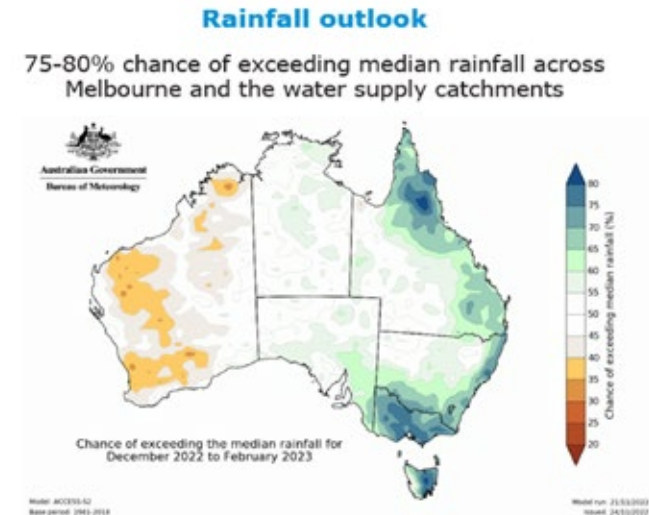 Rainfall outlook
75-80% chance of exceeding median rainfall across
Melbourne and the water supply catchments
Australian Government
Bureau of Meteorology
80
75
70
65
60
55
50
45
40
35
30
25
20
Chance of exceeding median rainfall (%)
Chance of exceeding the median rainfall for
December 2022 to February 2023
Model: ACCESS-S2
Base period: 1981-2018
Model run: 21/11/2022
Issued: 24/11/2022